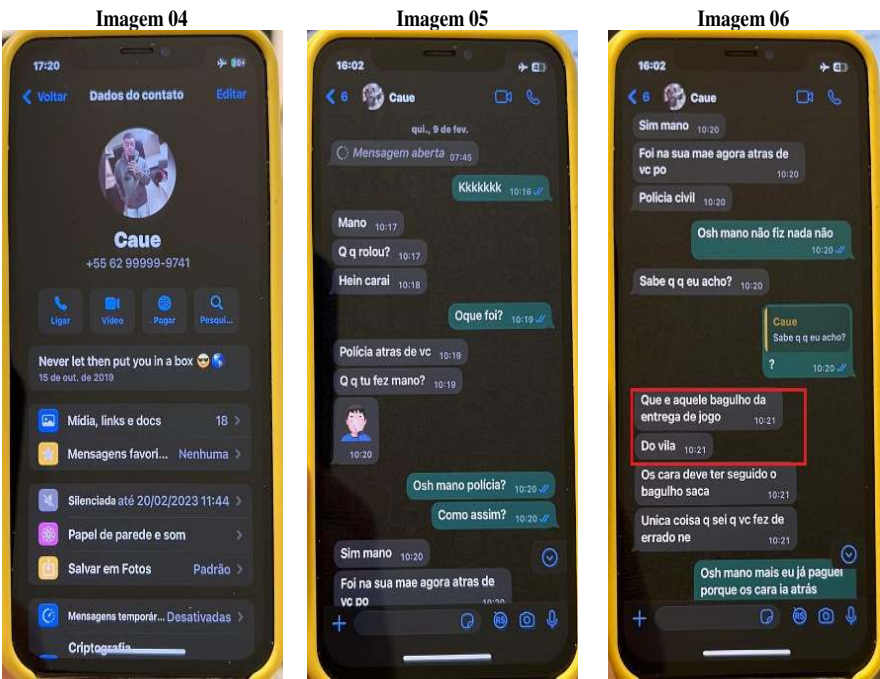 Imagem 04
17:20
Voltar Dados do contato Editar
Caue
+55 62 99999-9741
Ligar Vídeo Pagar Pesqui...
Never let then put you in a box 😎🌎
15 de out. de 2019
Mídia, links e docs 18
Mensagens favori... Nenhuma
Silenciada até 20/02/2023 11:44
Papel de parede e som
Salvar em Fotos Padrão
Mensagens temporár... Desativadas
Criptografia
Imagem 05
16:02
6 Caue
qui., 9 de fev.
Mensagem aberta 07:45
Kkkkkkk 10:16
Mano 10:17
Q q rolou? 10:17
Hein carai 10:18
Oque foi? 10:19
Polícia atras de vc 10:19
Q q tu fez mano? 10:19
10:20
Osh mano polícia? 10:20
Como assim? 10:20
Sim mano 10:20
Foi na sua mae agora atras de
vc po 10:20
Imagem 06
16:02
6 Caue
Sim mano 10:20
Foi na sua mae agora atras de
vc po 10:20
Policia civil 10:20
Osh mano não fiz nada não
10:20
Sabe q q eu acho? 10:20
Caue
Sabe q q eu acho?
? 10:20
Que e aquele bagulho da
entrega de jogo 10:21
Do vila 10:21
Os cara deve ter seguido o
bagulho saca 10:21
Unica coisa q sei q vc fez de
errado ne 10:21
Osh mano mais eu já paguei
porque os cara ia atrás